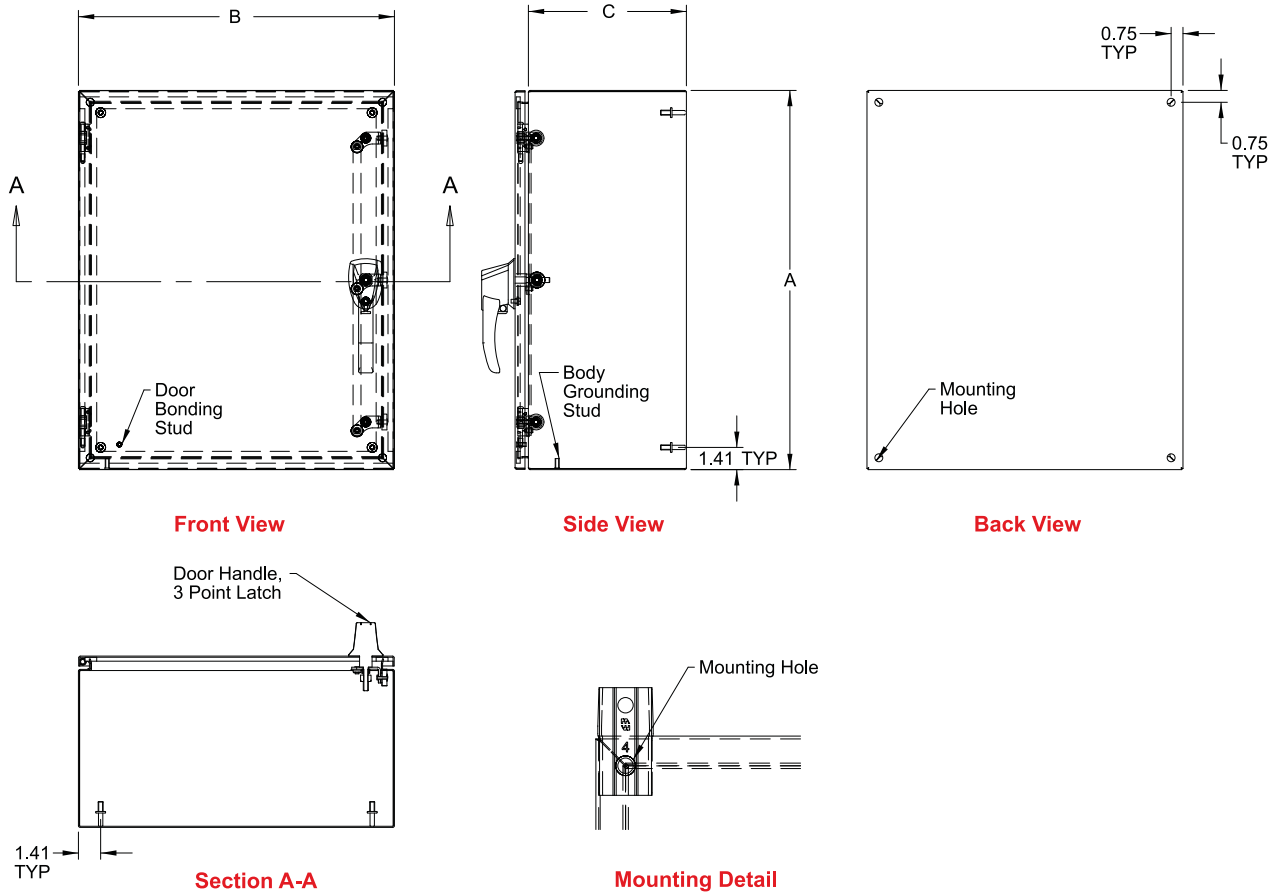 B
C
0.75
TYP
0.75
TYP
A
A
A
Door
Bonding
Stud
Body
Grounding
Stud
1.41 TYP
Mounting
Hole
Front View
Side View
Back View
Door Handle,
3 Point Latch
Mounting Hole
4
1.41
TYP
Section A-A
Mounting Detail